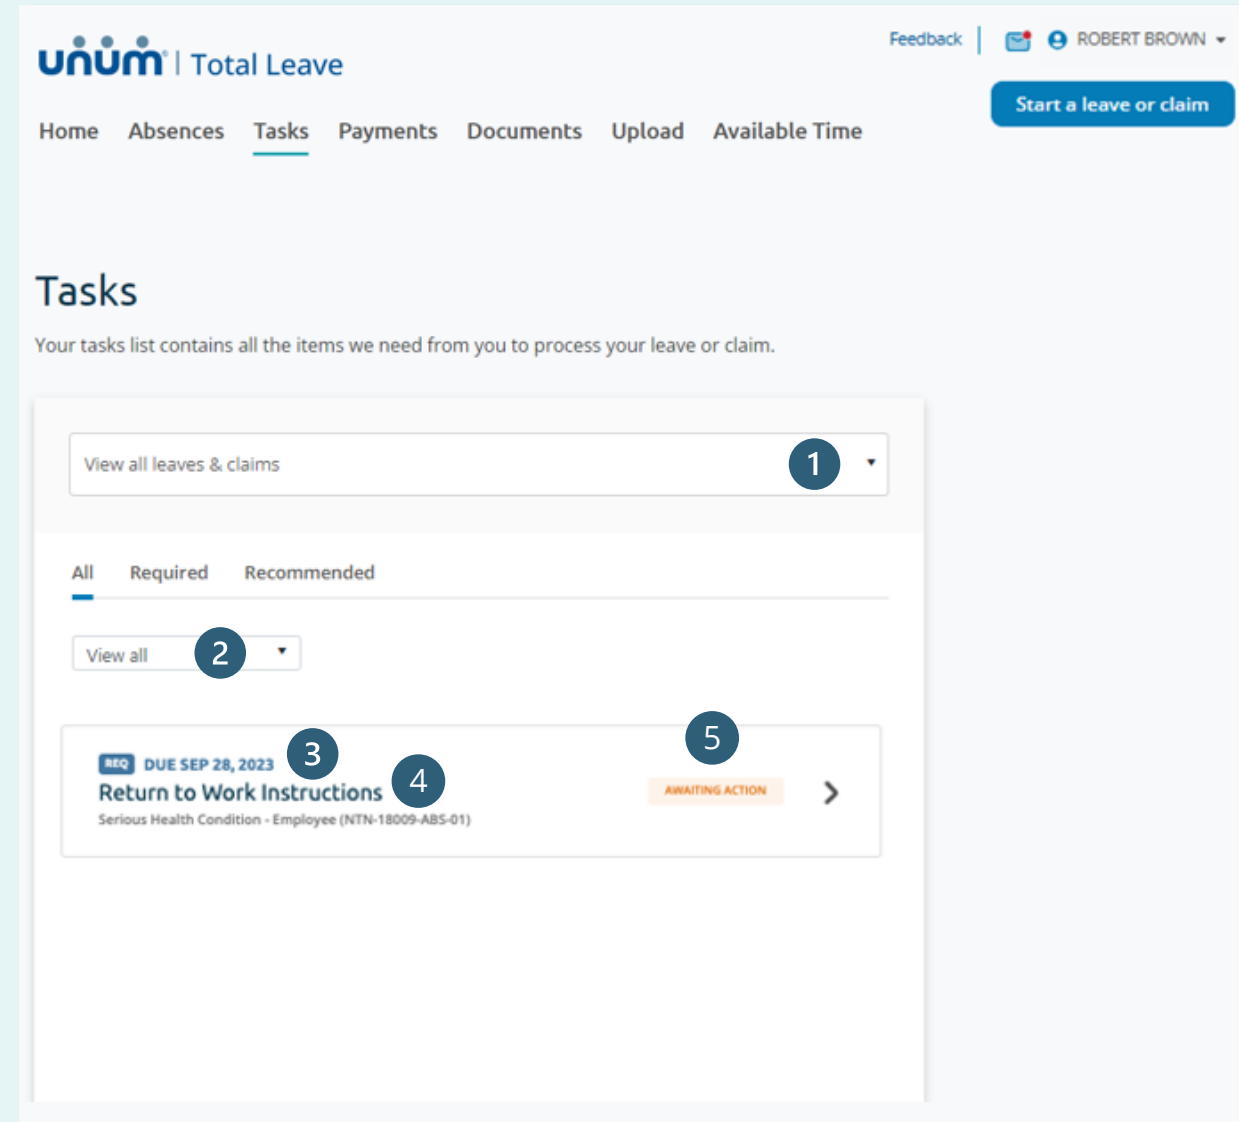 Feedback
ROBERT BROWN
unum | Total Leave
Start a leave or claim
Home Absences Tasks Payments Documents Upload Available Time
Tasks
Your tasks list contains all the items we need from you to process your leave or claim.
View all leaves & claims 1
All Required Recommended
View all 2
REQ DUE SEP 28, 2023 3
5
Return to Work Instructions 4
AWAITING ACTION
Serious Health Condition - Employee (NTN-18009-ABS-01)